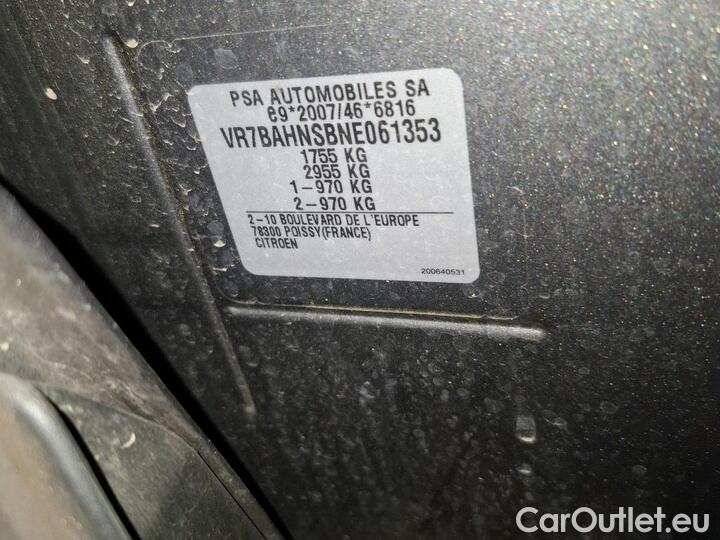 PSA AUTOMOBILES SA
e9*2007/46*6816
VR7BAHNSBNE061353
1755 KG
2955 KG
1-970 KG
2-970 KG
2-10 BOULEVARD DE L'EUROPE
78300 POISSY(FRANCE)
CITROEN
200640531
CarOutlet.eu